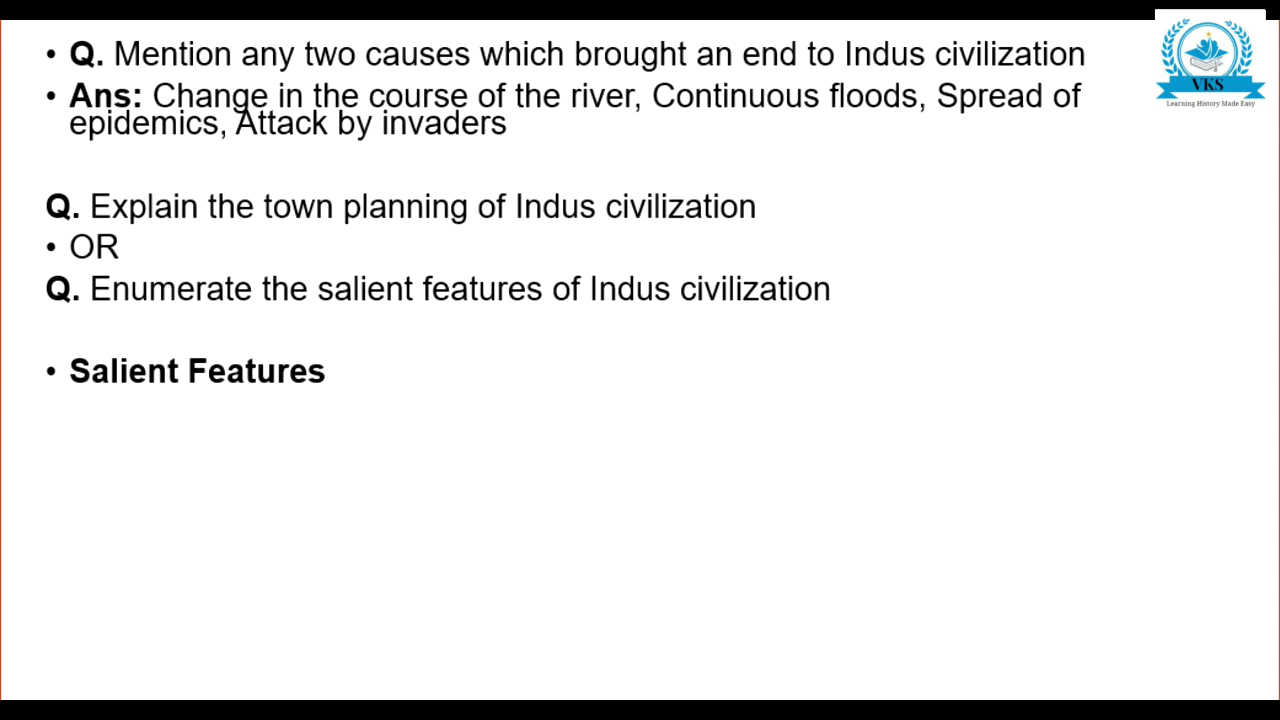 • Q. Mention any two causes which brought an end to Indus civilization
• Ans: Change in the course of the river, Continuous floods, Spread of
epidemics, Attack by invaders
Q. Explain the town planning of Indus civilization
• OR
Q. Enumerate the salient features of Indus civilization
• Salient Features
VKS
Learning History Made Easy